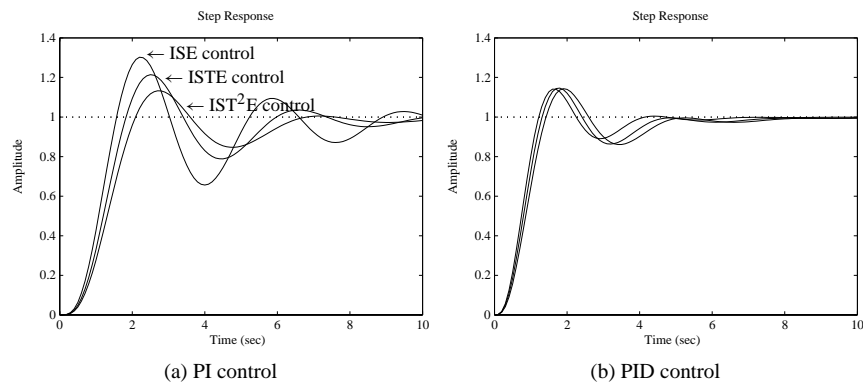 Step Response
1.4
1.2
1
0.8
0.6
0.4
0.2
0
Amplitude
← ISE control
← ISTE control
← IST²E control
0 2 4 6 8 10
Time (sec)
(a) PI control
Step Response
1.4
1.2
1
0.8
0.6
0.4
0.2
0
Amplitude
0 2 4 6 8 10
Time (sec)
(b) PID control